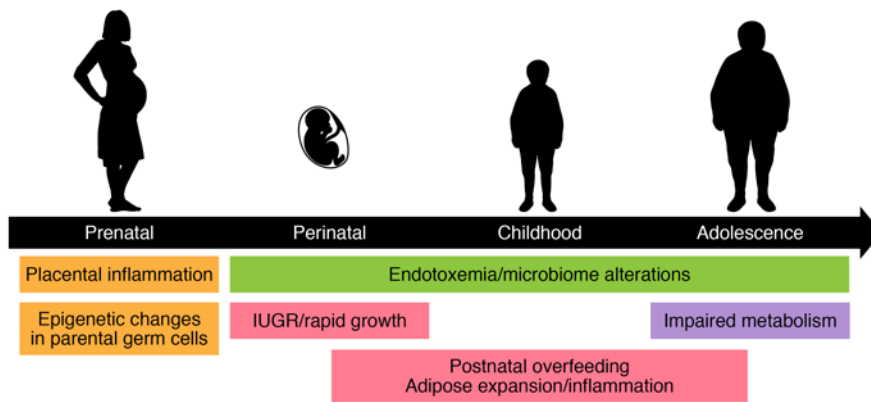 Prenatal
Perinatal
Childhood
Adolescence
Placental inflammation
Endotoxemia/microbiome alterations
Epigenetic changes
in parental germ cells
IUGR/rapid growth
Impaired metabolism
Postnatal overfeeding
Adipose expansion/inflammation